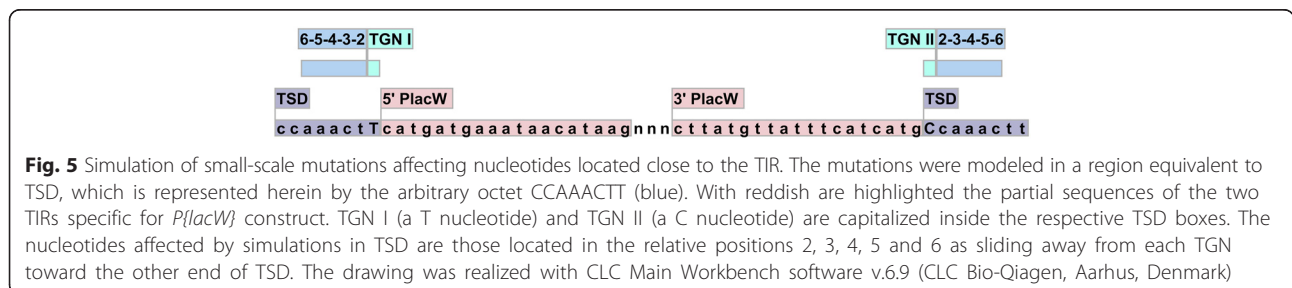 6-5-4-3-2 TGN I TGN II 2-3-4-5-6
TSD 5' PlacW 3' PlacW TSD
ccaaactTcatgatgaaataacataagnnncttatgttatttcatcatgCcaaactt
Fig. 5 Simulation of small-scale mutations affecting nucleotides located close to the TIR. The mutations were modeled in a region equivalent to
TSD, which is represented herein by the arbitrary octet CCAAACTT (blue). With reddish are highlighted the partial sequences of the two
TIRs specific for P{lacW} construct. TGN I (a T nucleotide) and TGN II (a C nucleotide) are capitalized inside the respective TSD boxes. The
nucleotides affected by simulations in TSD are those located in the relative positions 2, 3, 4, 5 and 6 as sliding away from each TGN
toward the other end of TSD. The drawing was realized with CLC Main Workbench software v.6.9 (CLC Bio-Qiagen, Aarhus, Denmark)